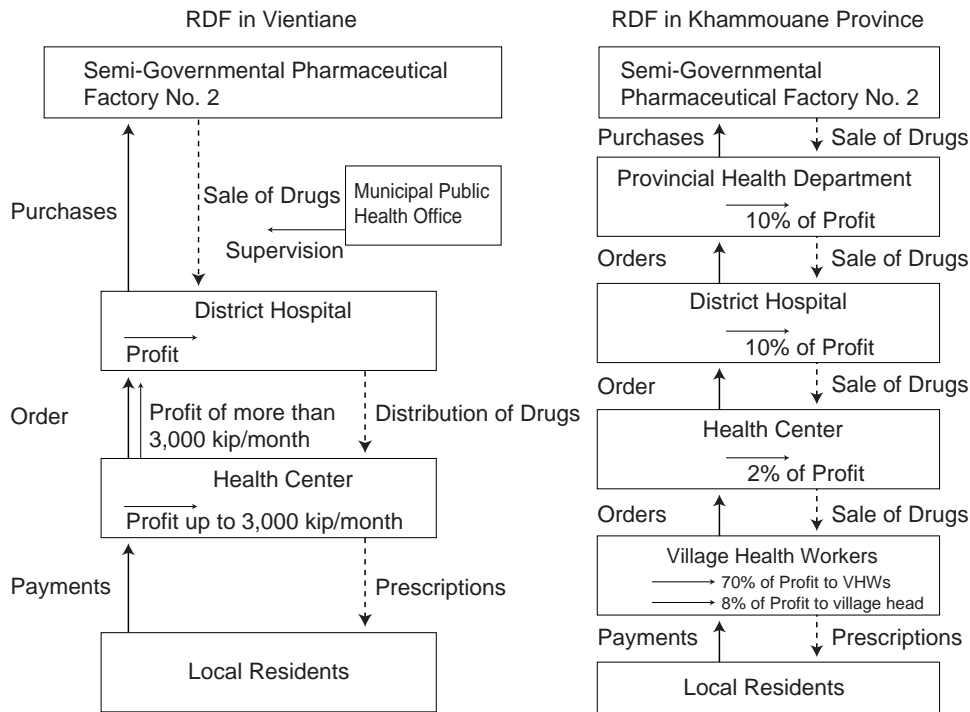 RDF in Vientiane
Semi-Governmental Pharmaceutical
Factory No. 2
Purchases
Sale of Drugs
Municipal Public
Health Office
Supervision
District Hospital
Profit
Order
Profit of more than
3,000 kip/month
Distribution of Drugs
Health Center
Profit up to 3,000 kip/month
Payments
Prescriptions
Local Residents
RDF in Khammouane Province
Semi-Governmental
Pharmaceutical Factory No. 2
Purchases
Sale of Drugs
Provincial Health Department
10% of Profit
Orders
Sale of Drugs
District Hospital
10% of Profit
Order
Sale of Drugs
Health Center
2% of Profit
Orders
Sale of Drugs
Village Health Workers
70% of Profit to VHWs
8% of Profit to village head
Payments
Prescriptions
Local Residents